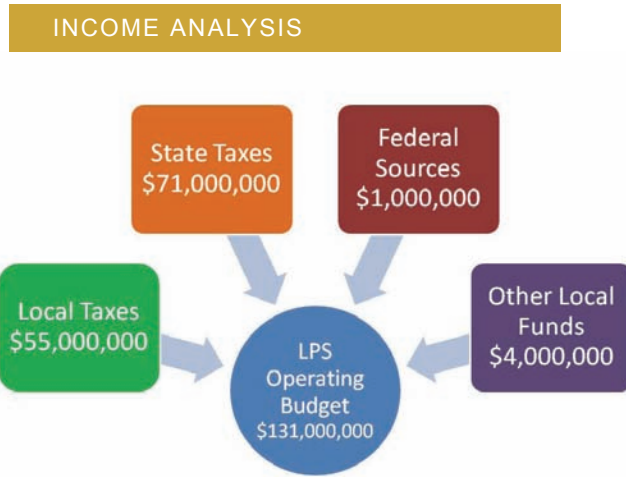 INCOME ANALYSIS
State Taxes
$71,000,000
Federal
Sources
$1,000,000
Local Taxes
$55,000,000
Other Local
Funds
$4,000,000
LPS
Operating
Budget
$131,000,000